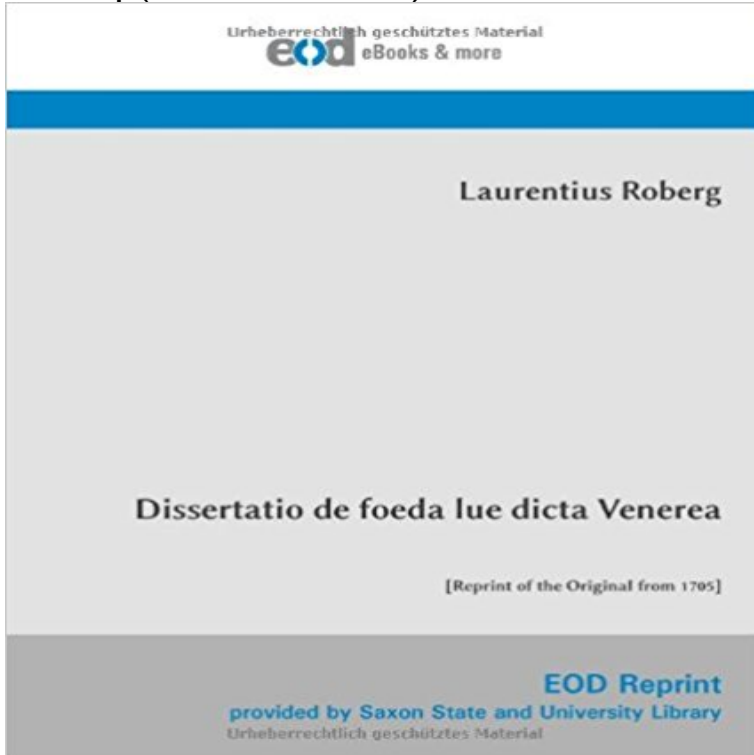 Urheberrechtlich geschütztes Material
eod eBooks & more
Laurentius Roberg
Dissertatio de foeda lue dicta Venerea
[Reprint of the Original from 1705]
EOD Reprint
provided by Saxon State and University Library
Urheberrechtlich geschütztes Material